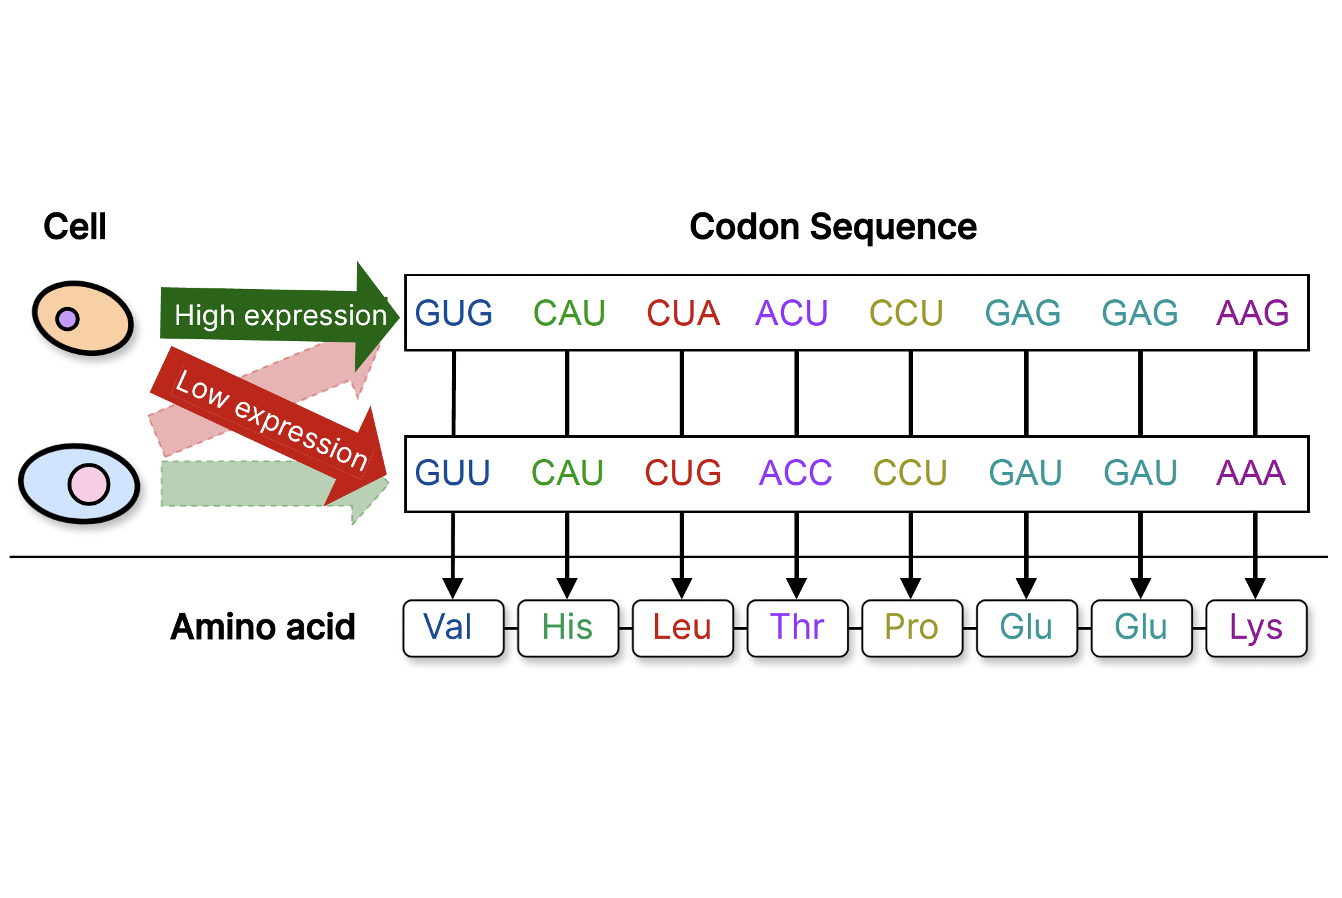 Cell
Codon Sequence
High expression
GUG CAU CUA ACU CCU GAG GAG AAG
Low expression
GUU CAU CUG ACC CCU GAU GAU AAA
Amino acid
Val His Leu Thr Pro Glu Glu Lys